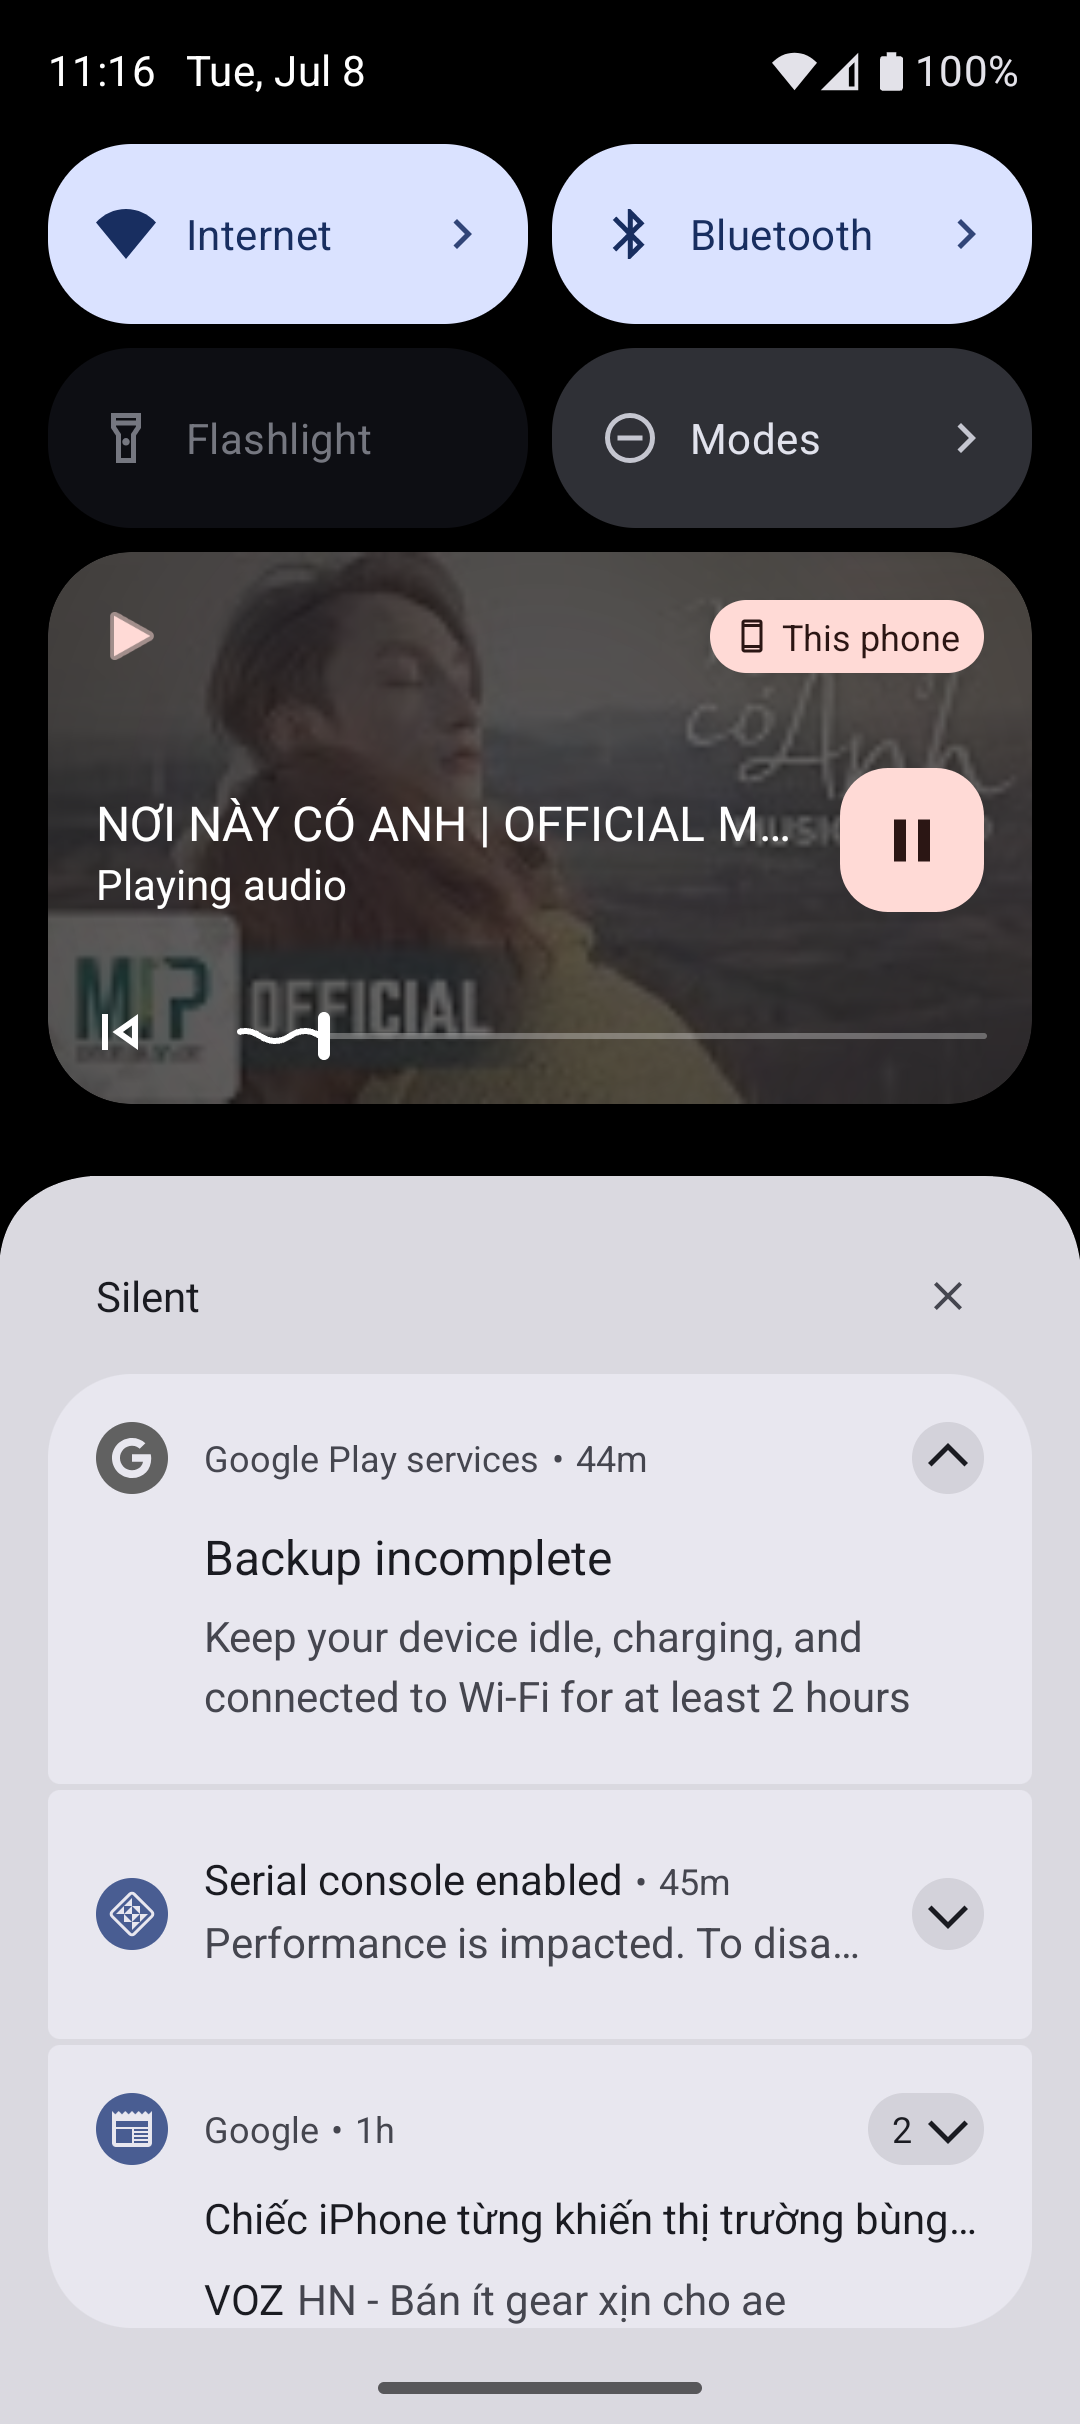 11:16 Tue, Jul 8
100%
Internet
Bluetooth
Flashlight
Modes
This phone
có Anh
NƠI NÀY CÓ ANH | OFFICIAL M…
Playing audio
OFFICIAL
Silent
Google Play services • 44m
Backup incomplete
Keep your device idle, charging, and
connected to Wi-Fi for at least 2 hours
Serial console enabled • 45m
Performance is impacted. To disa…
Google • 1h
2
Chiếc iPhone từng khiến thị trường bùng…
VOZ HN - Bán ít gear xịn cho ae